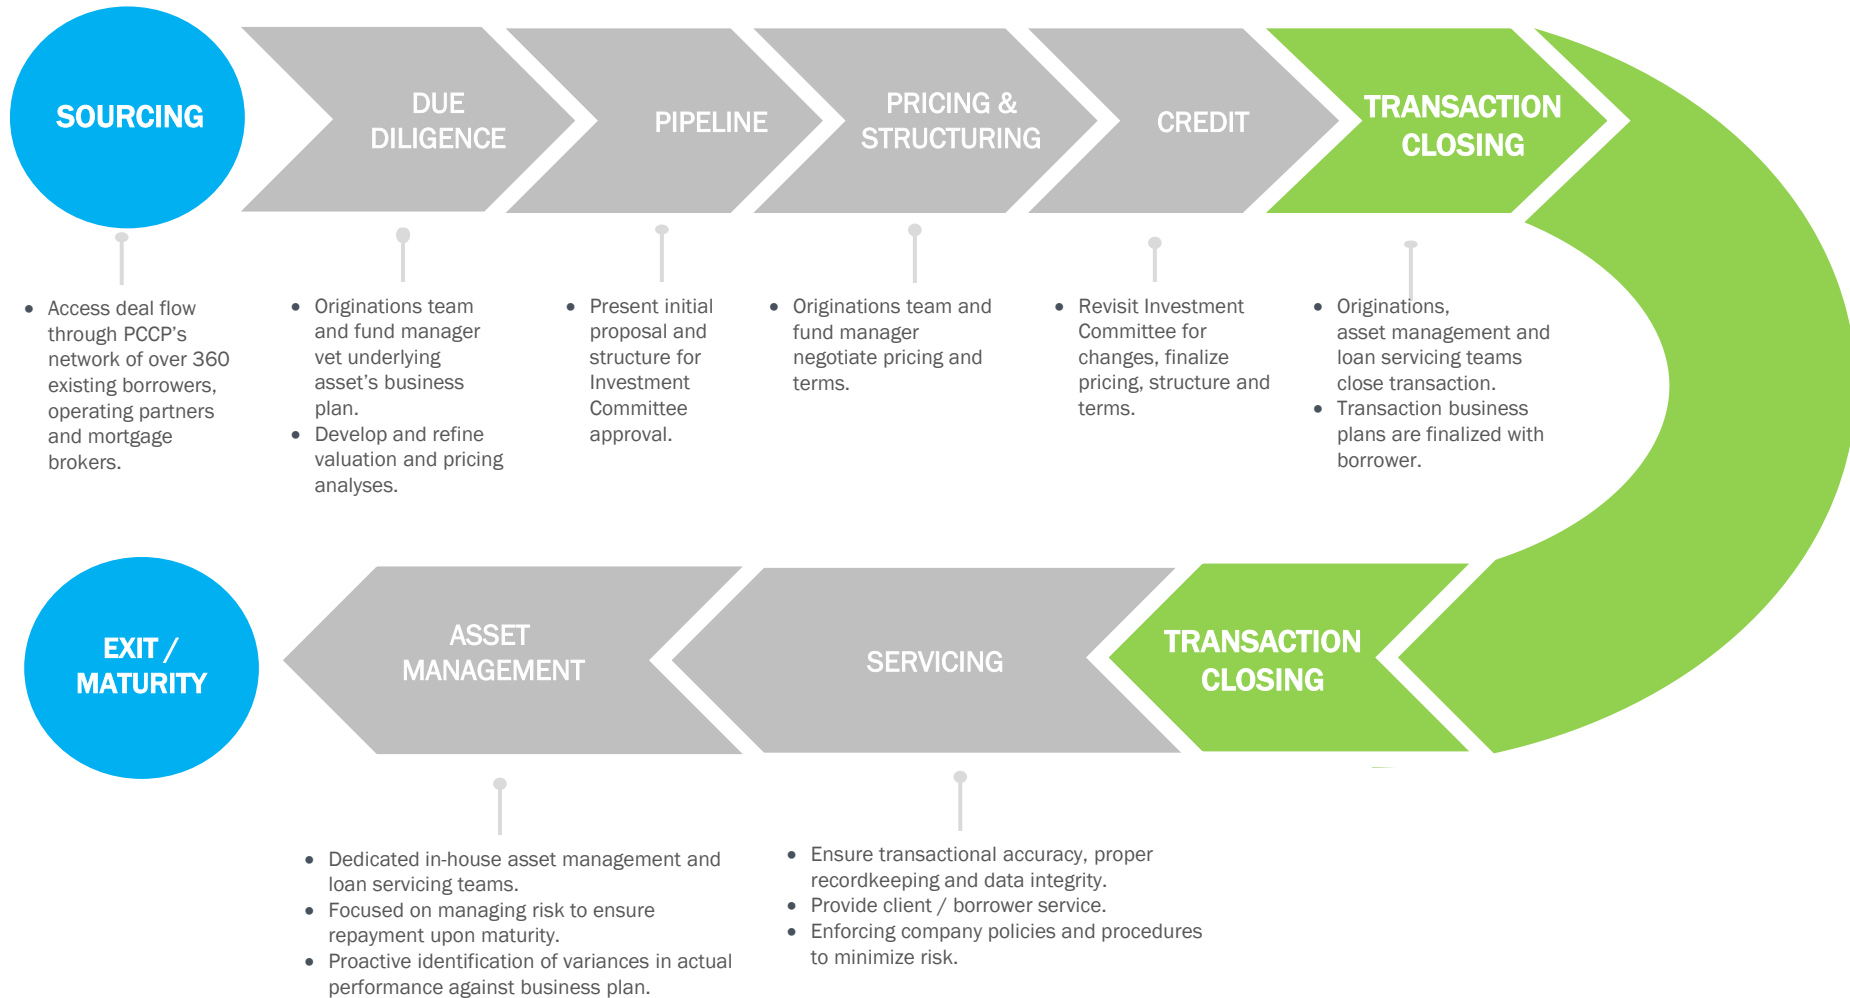 SOURCING
DUE
DILIGENCE
PIPELINE
PRICING &
STRUCTURING
CREDIT
TRANSACTION
CLOSING
• Access deal flow
through PCCP's
network of over 360
existing borrowers,
operating partners
and mortgage
brokers.
• Originations team
and fund manager
vet underlying
asset's business
plan.
• Develop and refine
valuation and pricing
analyses.
• Present initial
proposal and
structure for
Investment
Committee
approval.
• Originations team and
fund manager
negotiate pricing and
terms.
• Revisit Investment
Committee for
changes, finalize
pricing, structure and
terms.
• Originations,
asset management and
loan servicing teams
close transaction.
• Transaction business
plans are finalized with
borrower.
EXIT /
MATURITY
ASSET
MANAGEMENT
SERVICING
TRANSACTION
CLOSING
• Dedicated in-house asset management and
loan servicing teams.
• Focused on managing risk to ensure
repayment upon maturity.
• Proactive identification of variances in actual
performance against business plan.
• Ensure transactional accuracy, proper
recordkeeping and data integrity.
• Provide client / borrower service.
• Enforcing company policies and procedures
to minimize risk.